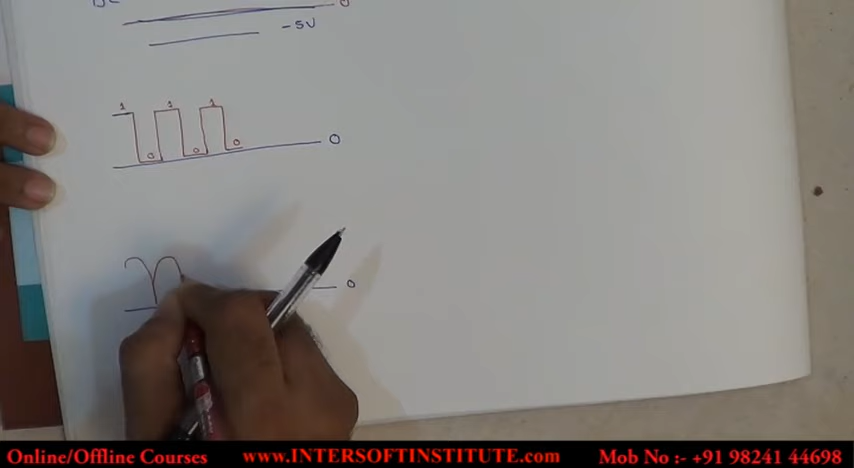 0
-5V
1 1 1
0 0 0 0
0
Online/Offline Courses www.INTERSOFTINSTITUTE.com Mob No :- +91 98241 44698